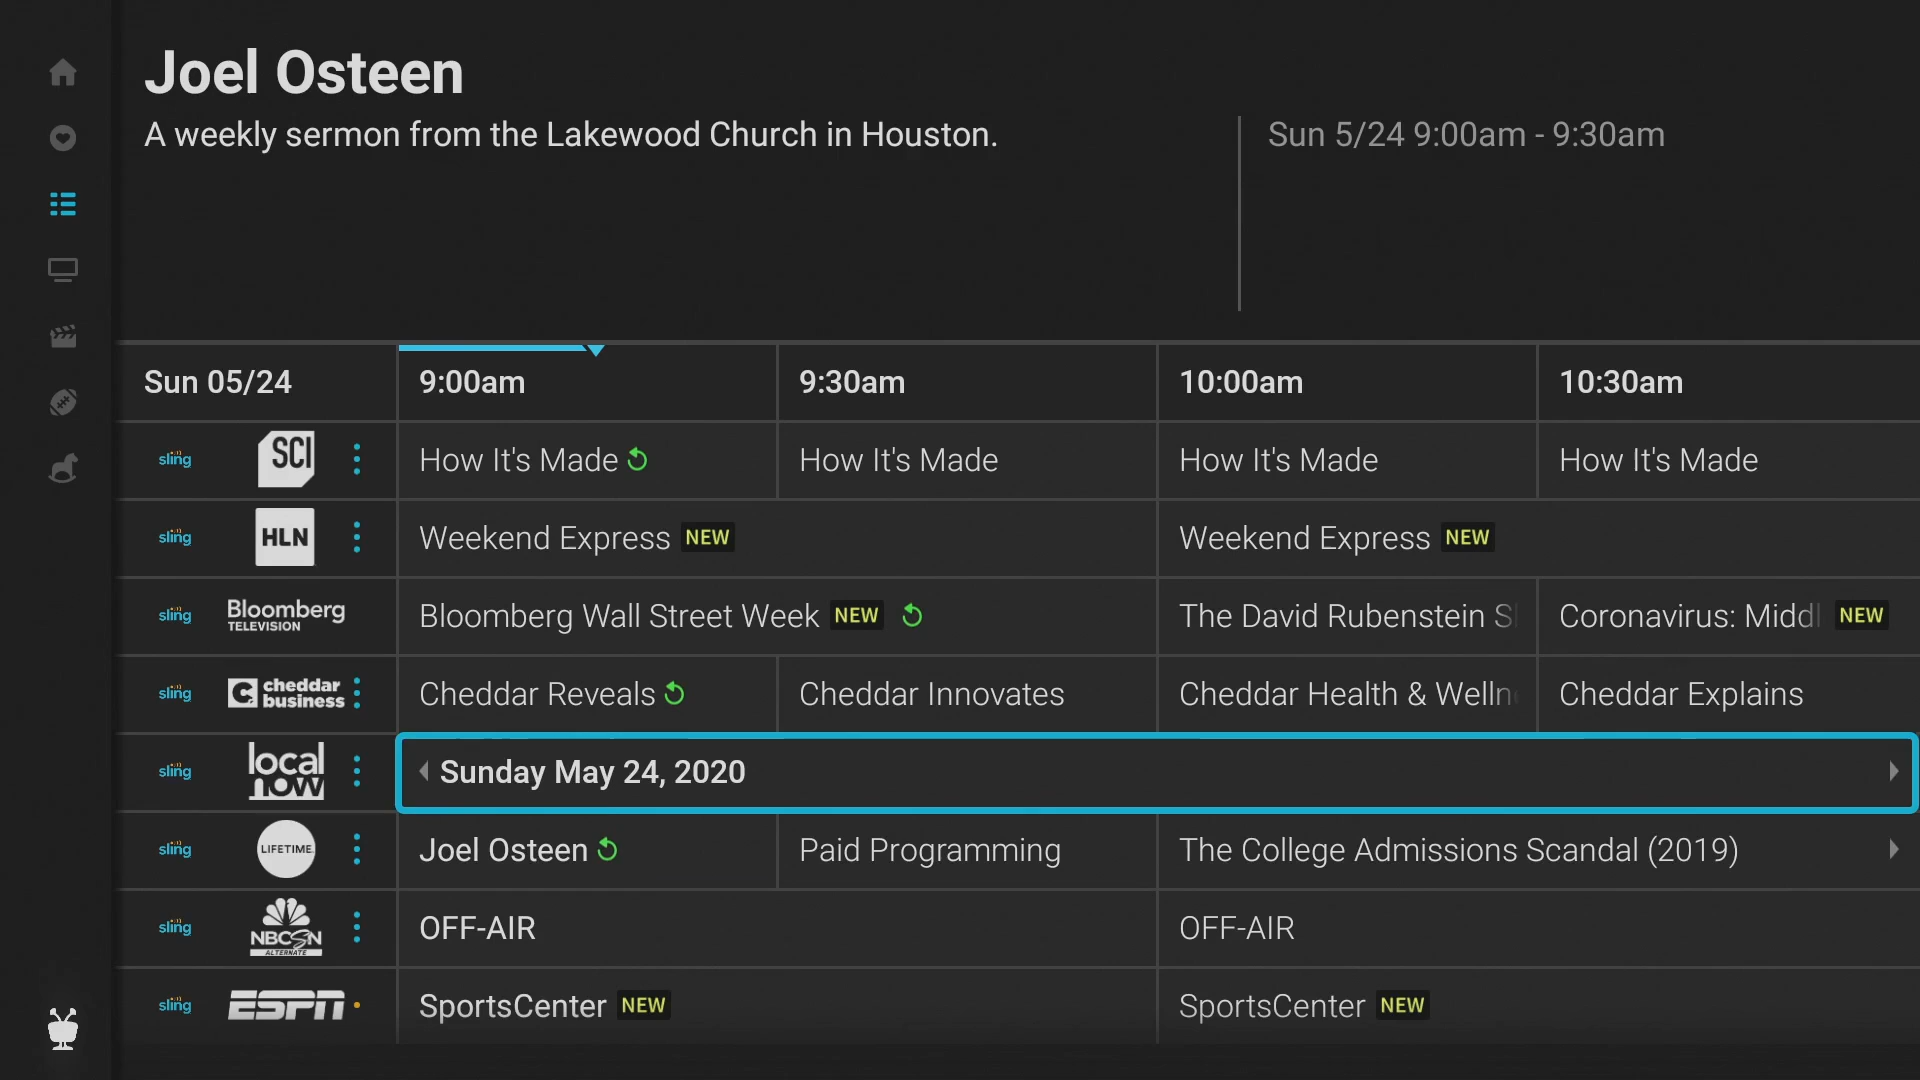 Joel Osteen
A weekly sermon from the Lakewood Church in Houston.
Sun 5/24 9:00am - 9:30am
Sun 05/24 9:00am 9:30am 10:00am 10:30am
sling SCI How It's Made How It's Made How It's Made How It's Made
sling HLN Weekend Express NEW Weekend Express NEW
sling Bloomberg TELEVISION Bloomberg Wall Street Week NEW The David Rubenstein S Coronavirus: Middl NEW
sling cheddar business Cheddar Reveals Cheddar Innovates Cheddar Health & Welln Cheddar Explains
sling local now Sunday May 24, 2020
sling LIFETIME Joel Osteen Paid Programming The College Admissions Scandal (2019)
sling NBCSN ALTERNATE OFF-AIR OFF-AIR
sling ESPN SportsCenter NEW SportsCenter NEW